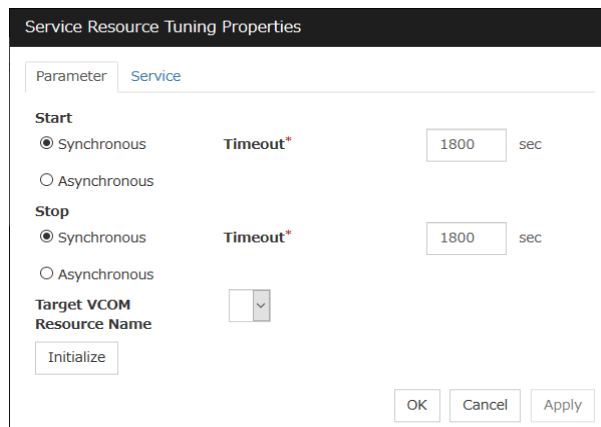 Service Resource Tuning Properties
Parameter Service
Start
Synchronous Timeout* 1800 sec
Asynchronous
Stop
Synchronous Timeout* 1800 sec
Asynchronous
Target VCOM
Resource Name
Initialize
OK Cancel Apply